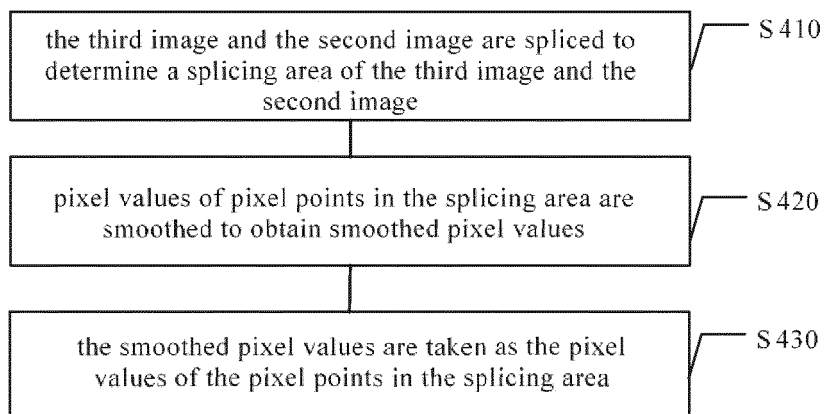 the third image and the second image are spliced to
determine a splicing area of the third image and the
second image
S410
pixel values of pixel points in the splicing area are
smoothed to obtain smoothed pixel values
S420
the smoothed pixel values are taken as the pixel
values of the pixel points in the splicing area
S430